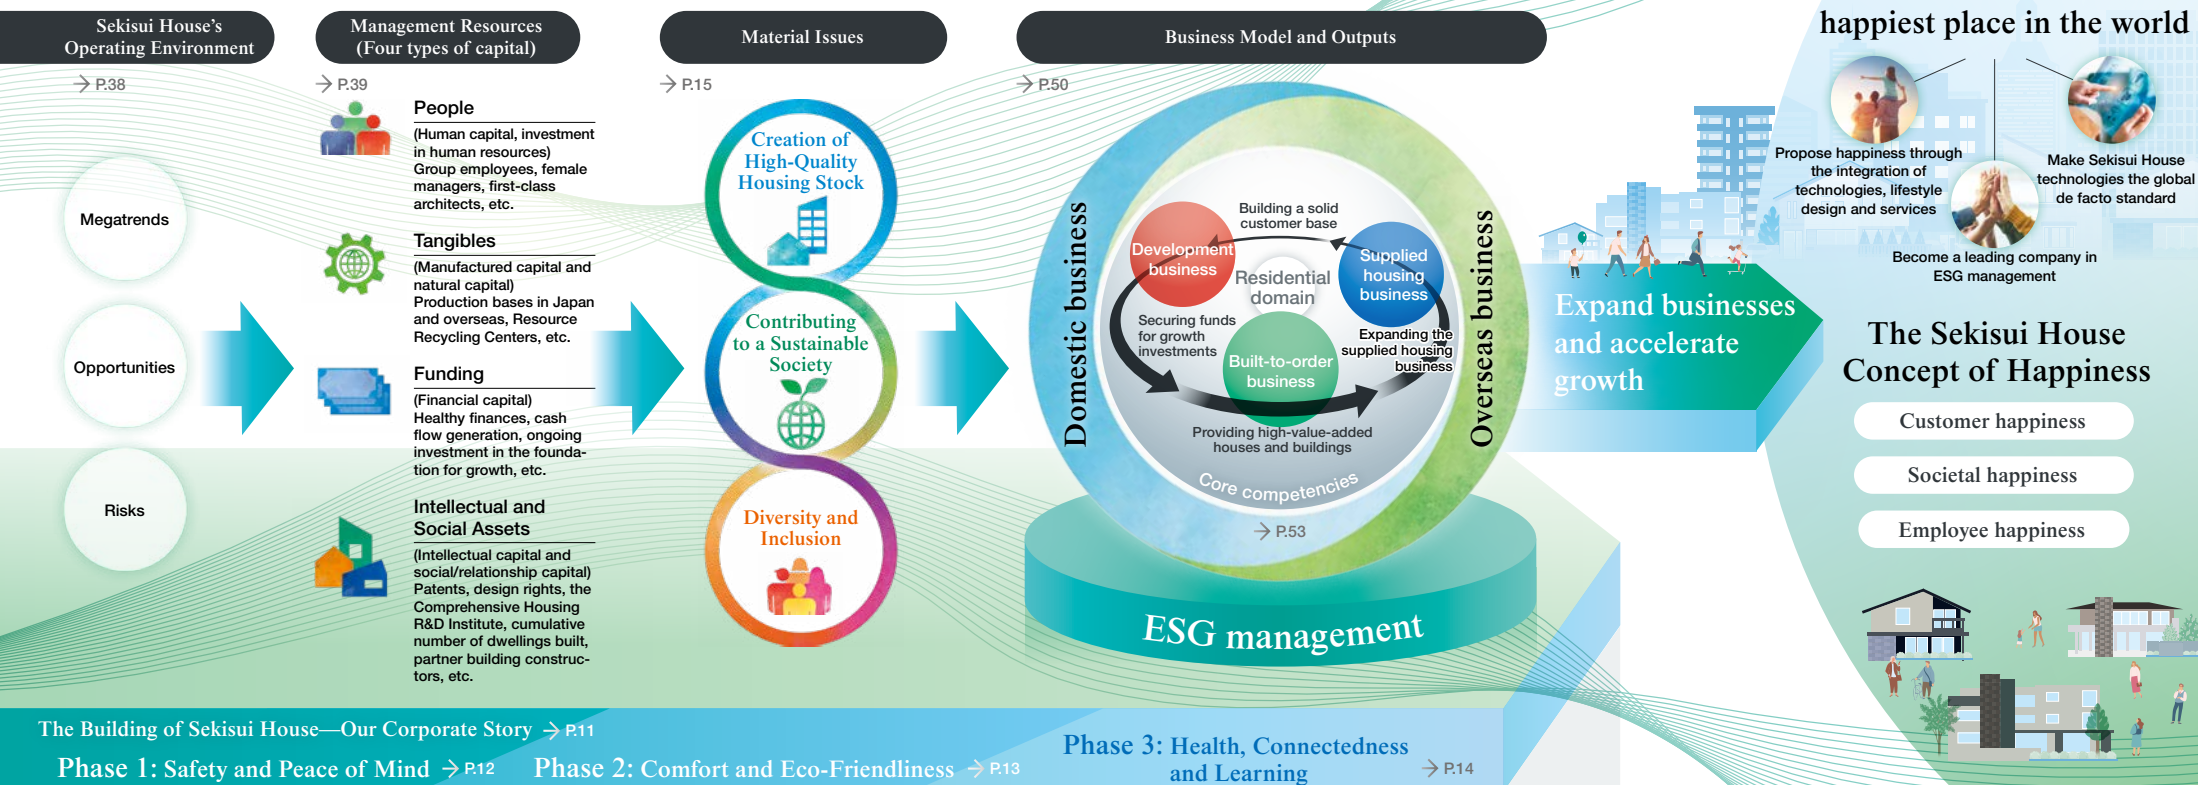 Sekisui House's
Operating Environment
→ P.38
Megatrends
Opportunities
Risks
Management Resources
(Four types of capital)
→ P.39
People
(Human capital, investment
in human resources)
Group employees, female
managers, first-class
architects, etc.
Tangibles
(Manufactured capital and
natural capital)
Production bases in Japan
and overseas, Resource
Recycling Centers, etc.
Funding
(Financial capital)
Healthy finances, cash
flow generation, ongoing
investment in the founda-
tion for growth, etc.
Intellectual and
Social Assets
(Intellectual capital and
social/relationship capital)
Patents, design rights, the
Comprehensive Housing
R&D Institute, cumulative
number of dwellings built,
partner building construc-
tors, etc.
Material Issues
→ P.15
Creation of
High-Quality
Housing Stock
Contributing
to a Sustainable
Society
Diversity and
Inclusion
Business Model and Outputs
→ P.50
Domestic business
Overseas business
Building a solid
customer base
Development
business
Supplied
housing
business
Residential
domain
Securing funds
for growth
investments
Expanding the
supplied housing
business
Built-to-order
business
Providing high-value-added
houses and buildings
Core competencies
→ P.53
ESG management
Expand businesses
and accelerate
growth
happiest place in the world
Propose happiness through
the integration of
technologies, lifestyle
design and services
Make Sekisui House
technologies the global
de facto standard
Become a leading company in
ESG management
The Sekisui House
Concept of Happiness
Customer happiness
Societal happiness
Employee happiness
The Building of Sekisui House—Our Corporate Story → P.11
Phase 1: Safety and Peace of Mind → P.12
Phase 2: Comfort and Eco-Friendliness → P.13
Phase 3: Health, Connectedness
and Learning → P.14